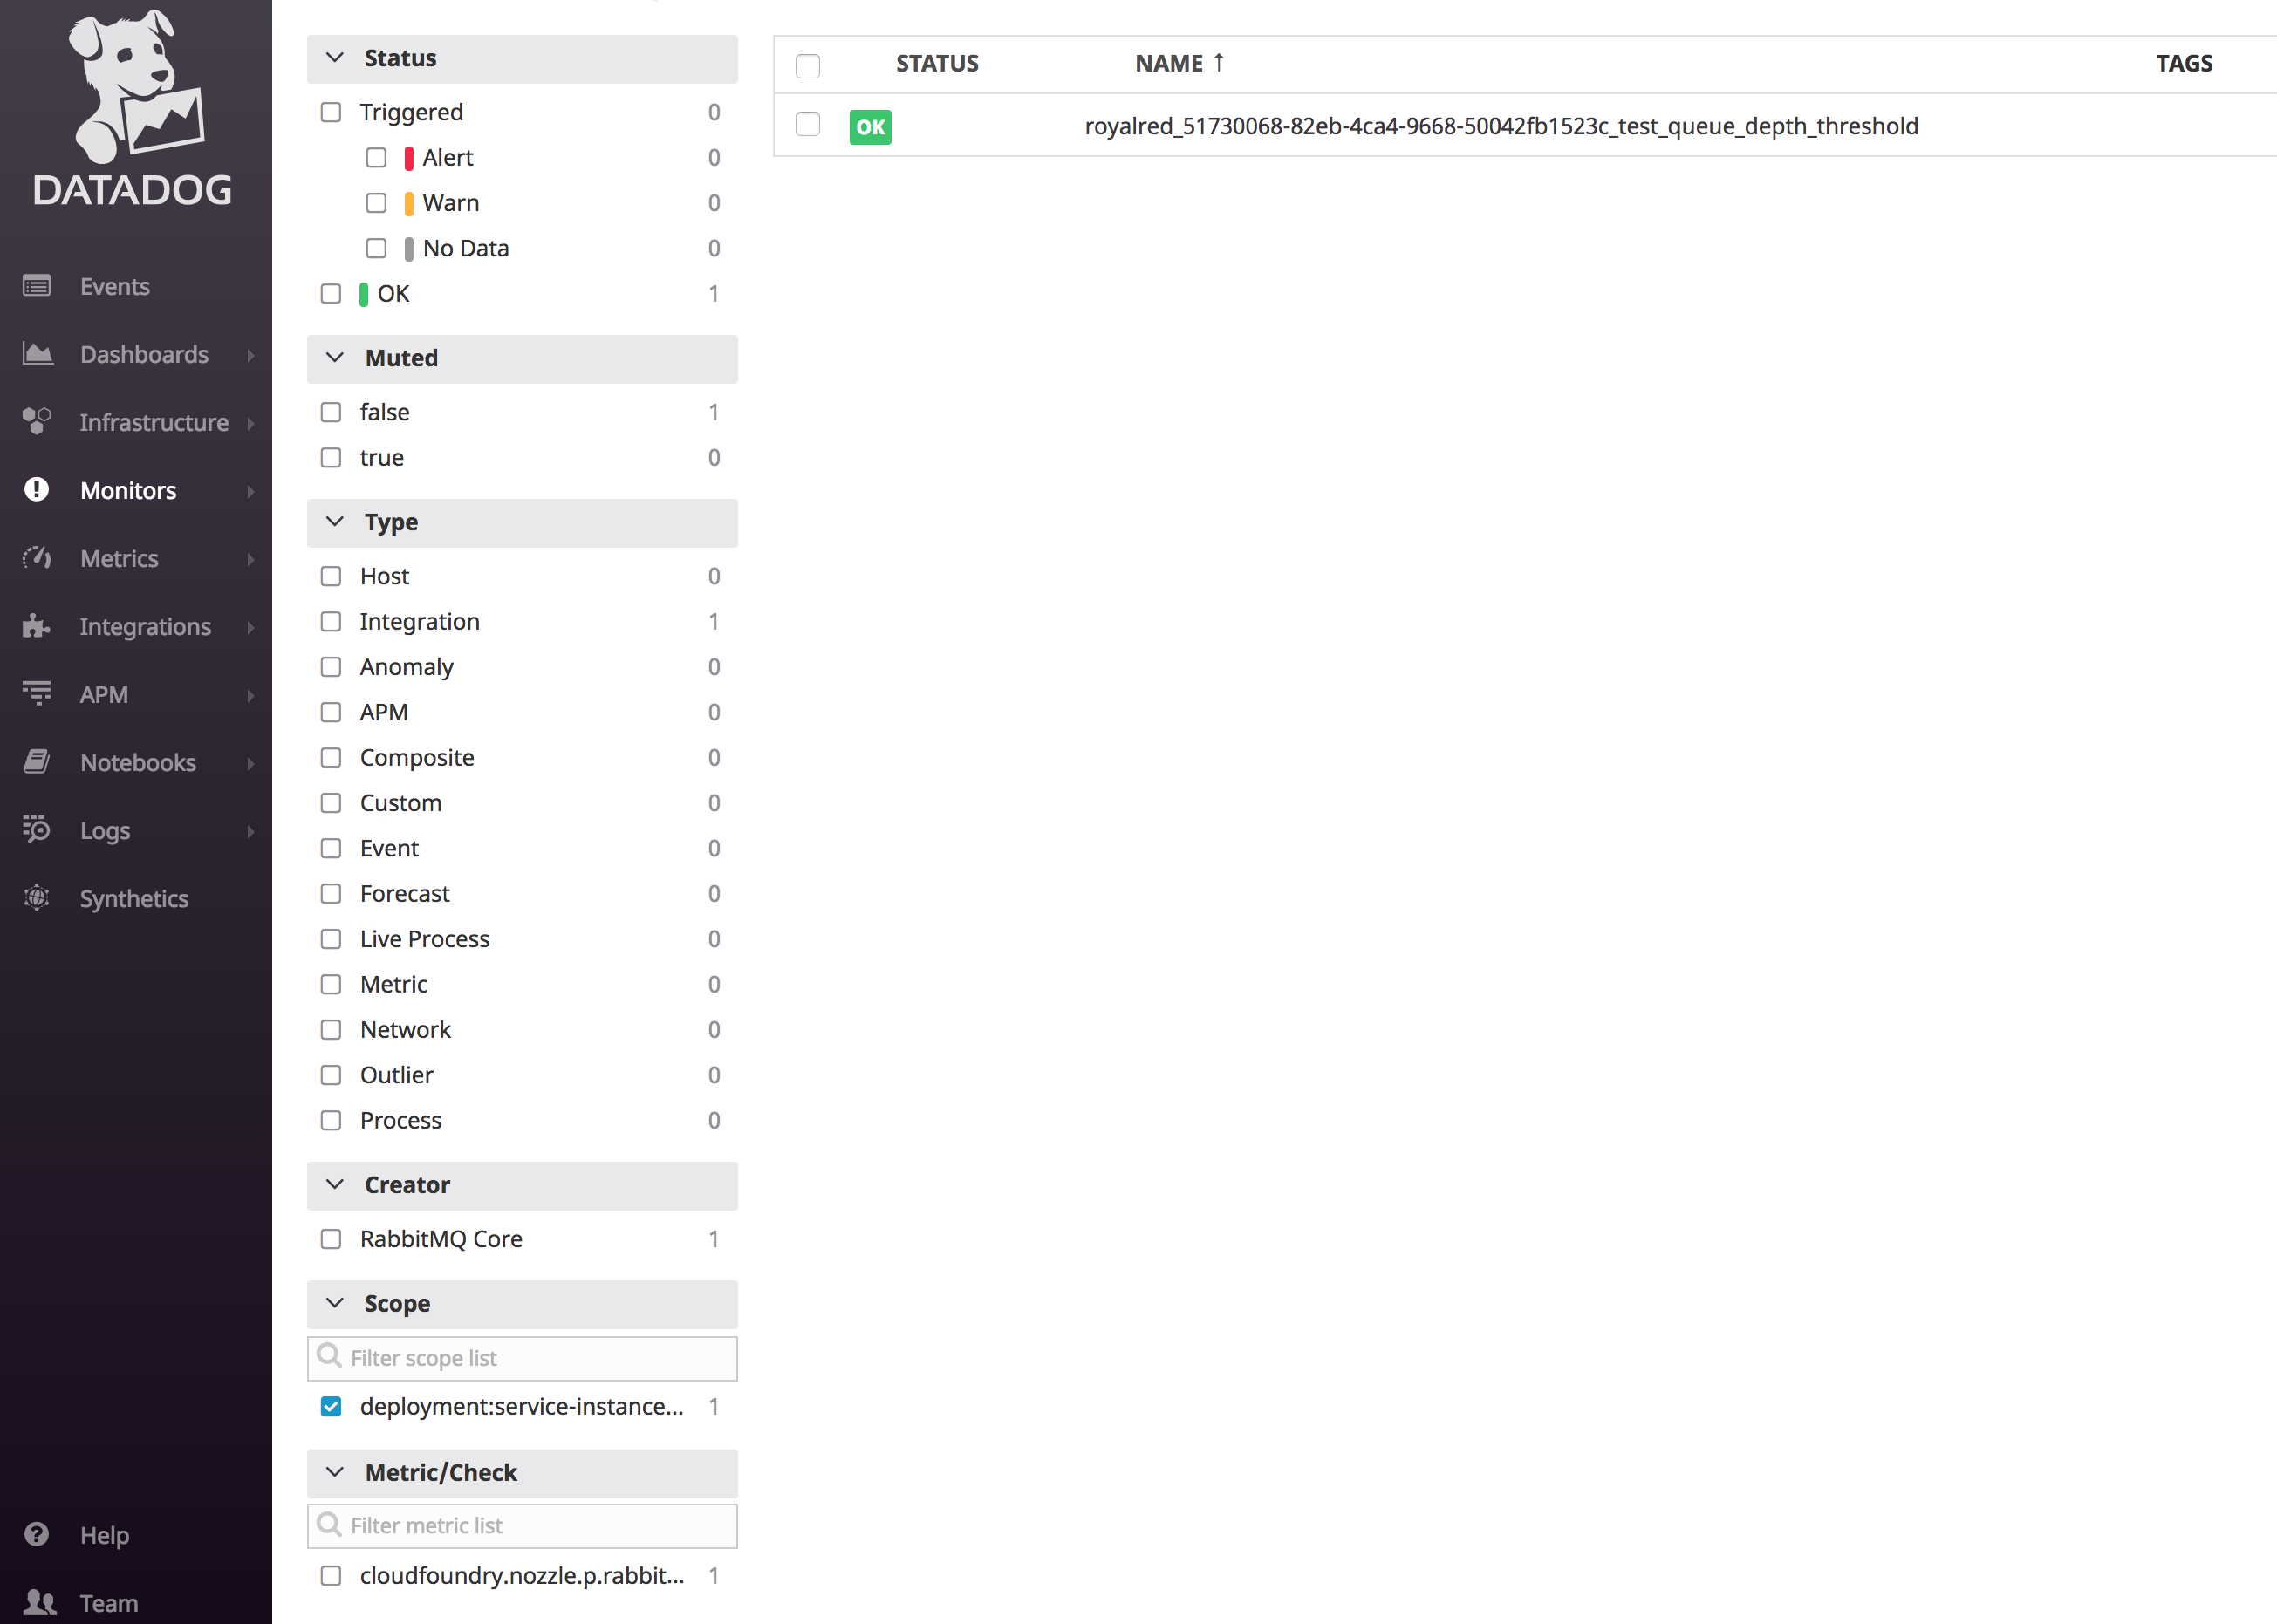 DATADOG
Events
Dashboards
Infrastructure
Monitors
Metrics
Integrations
APM
Notebooks
Logs
Synthetics
Help
Team
Status
Triggered 0
Alert 0
Warn 0
No Data 0
OK 1
Muted
false 1
true 0
Type
Host 0
Integration 1
Anomaly 0
APM 0
Composite 0
Custom 0
Event 0
Forecast 0
Live Process 0
Metric 0
Network 0
Outlier 0
Process 0
Creator
RabbitMQ Core 1
Scope
Filter scope list
deployment:service-instance... 1
Metric/Check
Filter metric list
cloudfoundry.nozzle.p.rabbit... 1
STATUS NAME ↑ TAGS
OK royalred_51730068-82eb-4ca4-9668-50042fb1523c_test_queue_depth_threshold